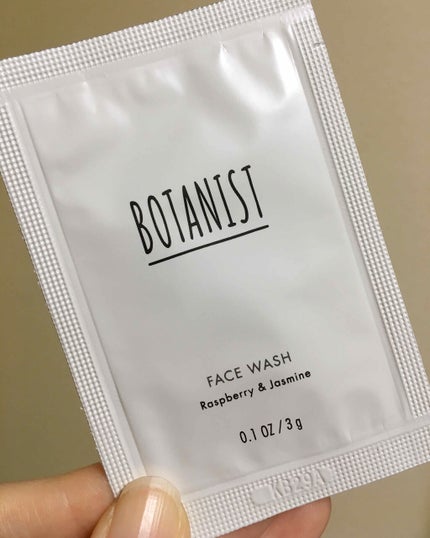 BOTANIST
FACE WASH
Raspberry & Jasmine
0.1 OZ / 3 g